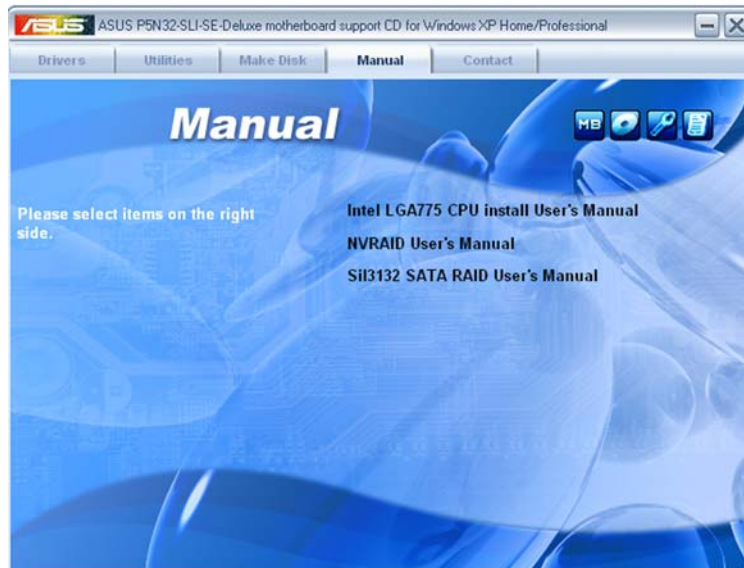 ASUS ASUS P5N32-SLI-SE-Deluxe motherboard support CD for Windows XP Home/Professional
Drivers Utilities Make Disk Manual Contact
Manual
MB
Please select items on the right
side.
Intel LGA775 CPU install User's Manual
NVRAID User's Manual
SiI3132 SATA RAID User's Manual